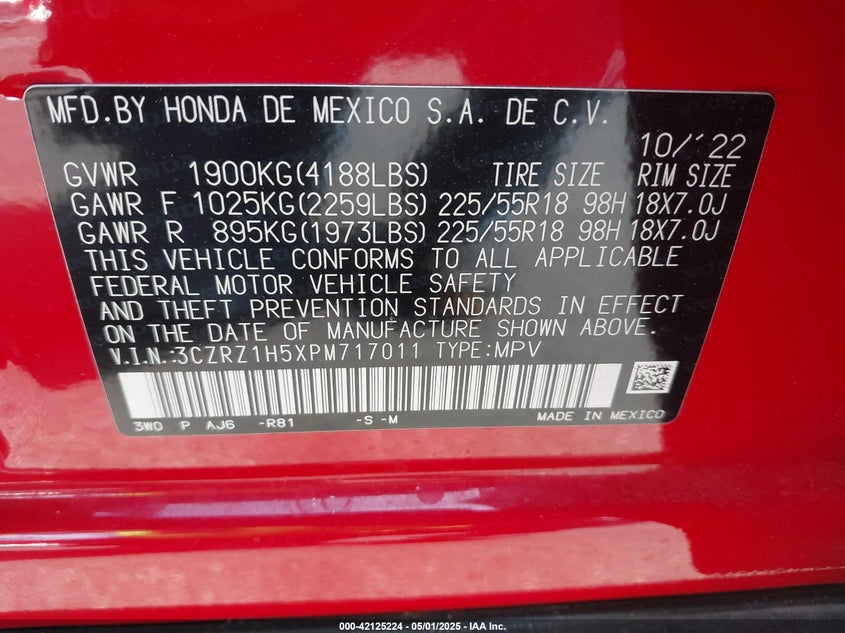 MFD.BY HONDA DE MEXICO S.A. DE C.V.
10/'22
GVWR 1900KG(4188LBS) TIRE SIZE RIM SIZE
GAWR F 1025KG(2259LBS) 225/55R18 98H 18X7.0J
GAWR R 895KG(1973LBS) 225/55R18 98H 18X7.0J
THIS VEHICLE CONFORMS TO ALL APPLICABLE
FEDERAL MOTOR VEHICLE SAFETY
AND THEFT PREVENTION STANDARDS IN EFFECT
ON THE DATE OF MANUFACTURE SHOWN ABOVE.
V.I.N.:3CZRZ1H5XPM717011 TYPE:MPV
3W0 P AJ6 -R81 -S -M MADE IN MEXICO
000-42125224 - 05/01/2025 - IAA Inc.